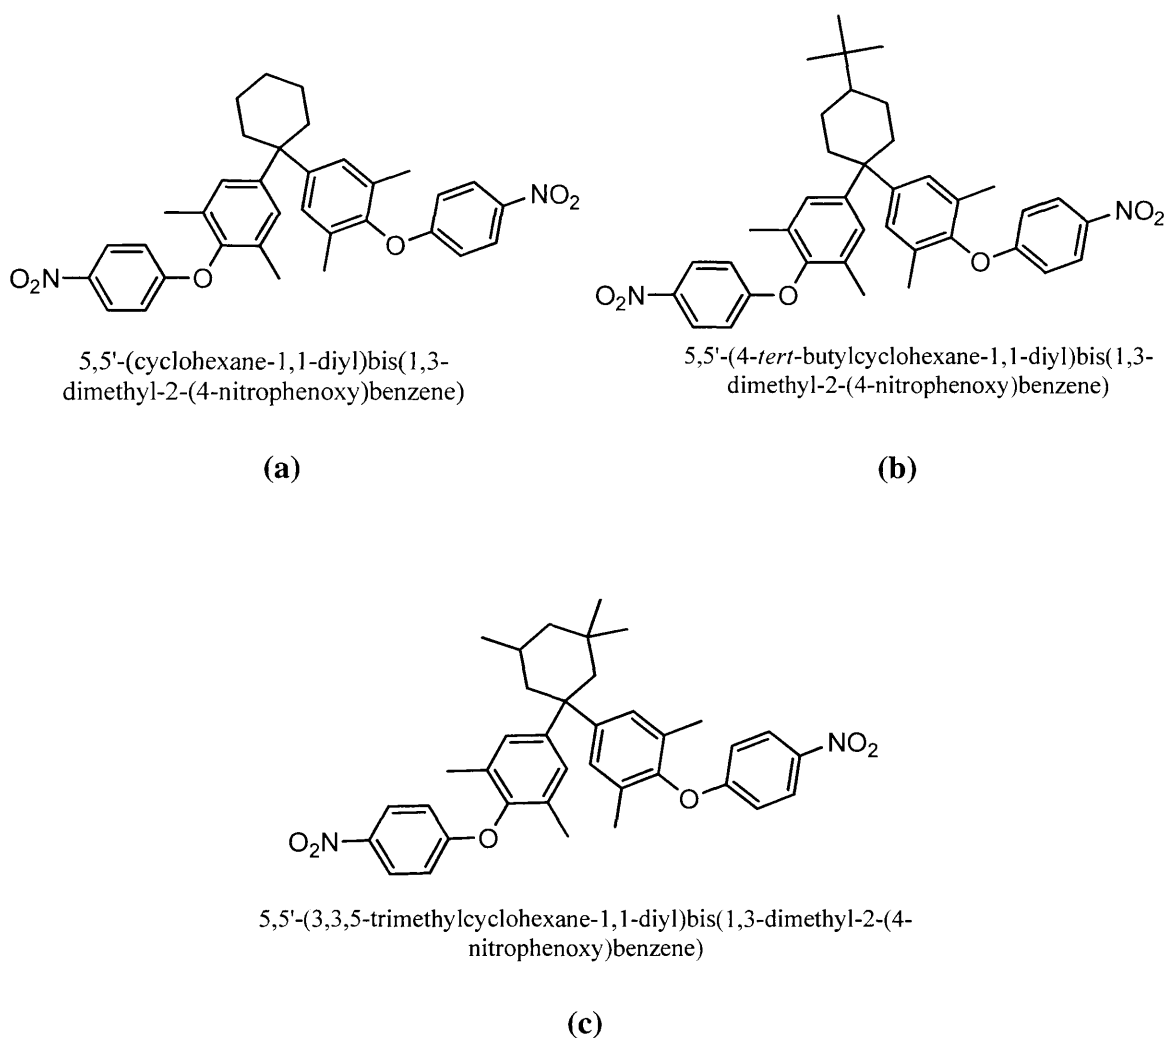 NO₂
O
O
O₂N
5,5'-(cyclohexane-1,1-diyl)bis(1,3-
dimethyl-2-(4-nitrophenoxy)benzene)
(a)
NO₂
O
O
O₂N
5,5'-(4-tert-butylcyclohexane-1,1-diyl)bis(1,3-
dimethyl-2-(4-nitrophenoxy)benzene)
(b)
NO₂
O
O
O₂N
5,5'-(3,3,5-trimethylcyclohexane-1,1-diyl)bis(1,3-dimethyl-2-(4-
nitrophenoxy)benzene)
(c)